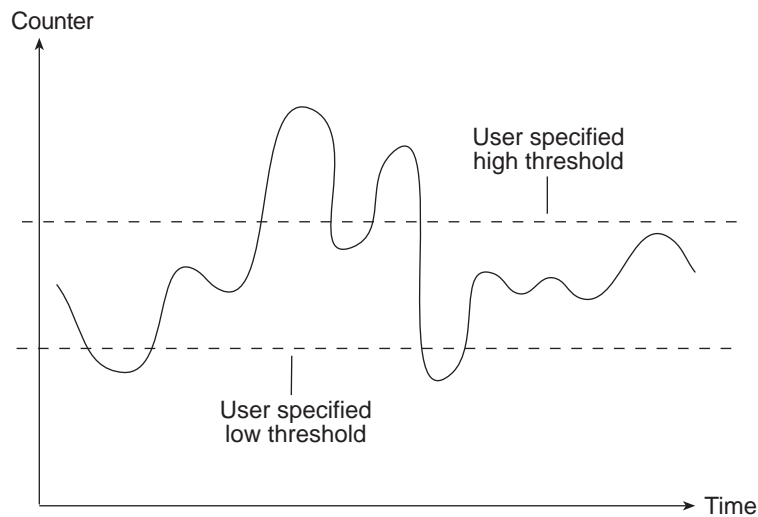 Counter
User specified
high threshold
User specified
low threshold
Time